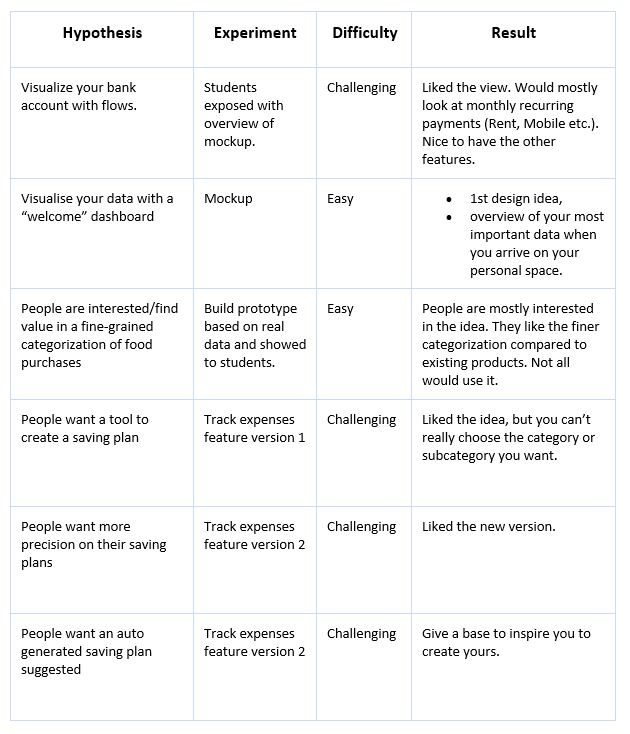 Hypothesis
Experiment
Difficulty
Result
Visualize your bank
account with flows.
Students
exposed with
overview of
mockup.
Challenging
Liked the view. Would mostly
look at monthly recurring
payments (Rent, Mobile etc.).
Nice to have the other
features.
Visualise your data with a
“welcome” dashboard
Mockup
Easy
• 1st design idea,
• overview of your most
important data when
you arrive on your
personal space.
People are interested/find
value in a fine-grained
categorization of food
purchases
Build prototype
based on real
data and showed
to students.
Easy
People are mostly interested
in the idea. They like the finer
categorization compared to
existing products. Not all
would use it.
People want a tool to
create a saving plan
Track expenses
feature version 1
Challenging
Liked the idea, but you can’t
really choose the category or
subcategory you want.
People want more
precision on their saving
plans
Track expenses
feature version 2
Challenging
Liked the new version.
People want an auto
generated saving plan
suggested
Track expenses
feature version 2
Challenging
Give a base to inspire you to
create yours.